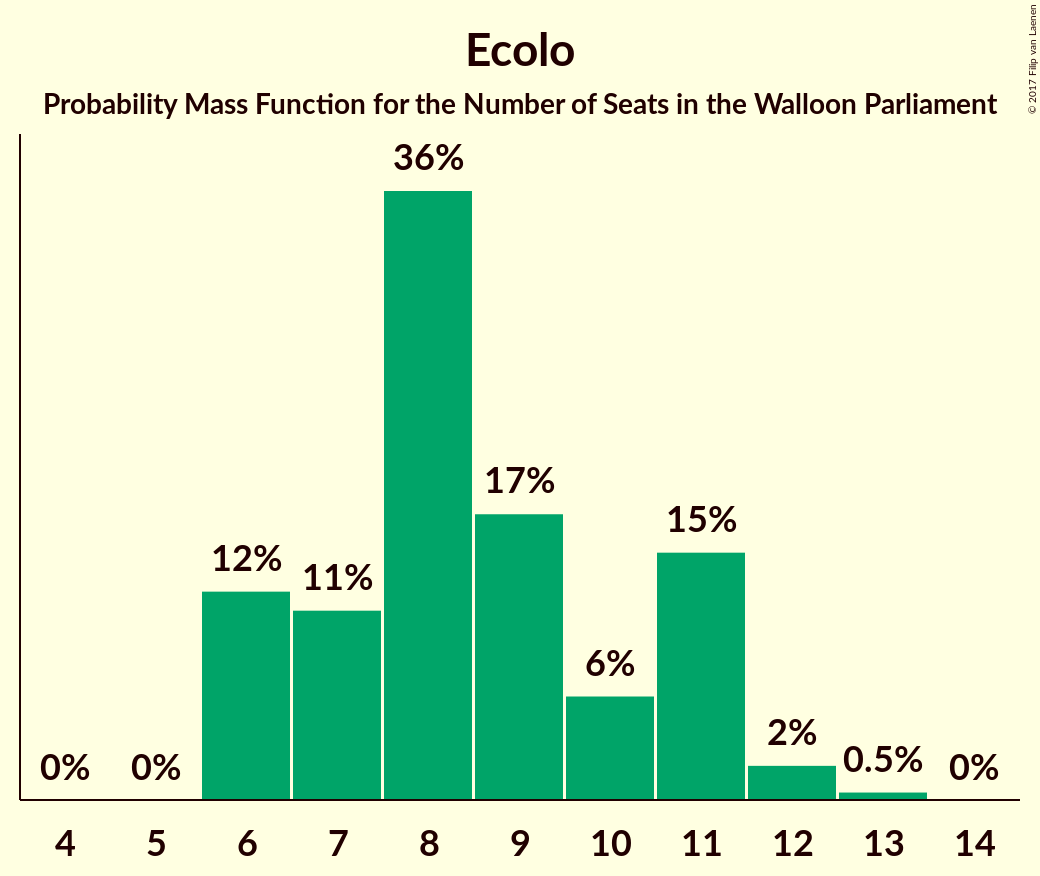 Ecolo
Probability Mass Function for the Number of Seats in the Walloon Parliament
© 2017 Filip van Laenen
0% 0% 12% 11% 36% 17% 6% 15% 2% 0.5% 0%
4 5 6 7 8 9 10 11 12 13 14